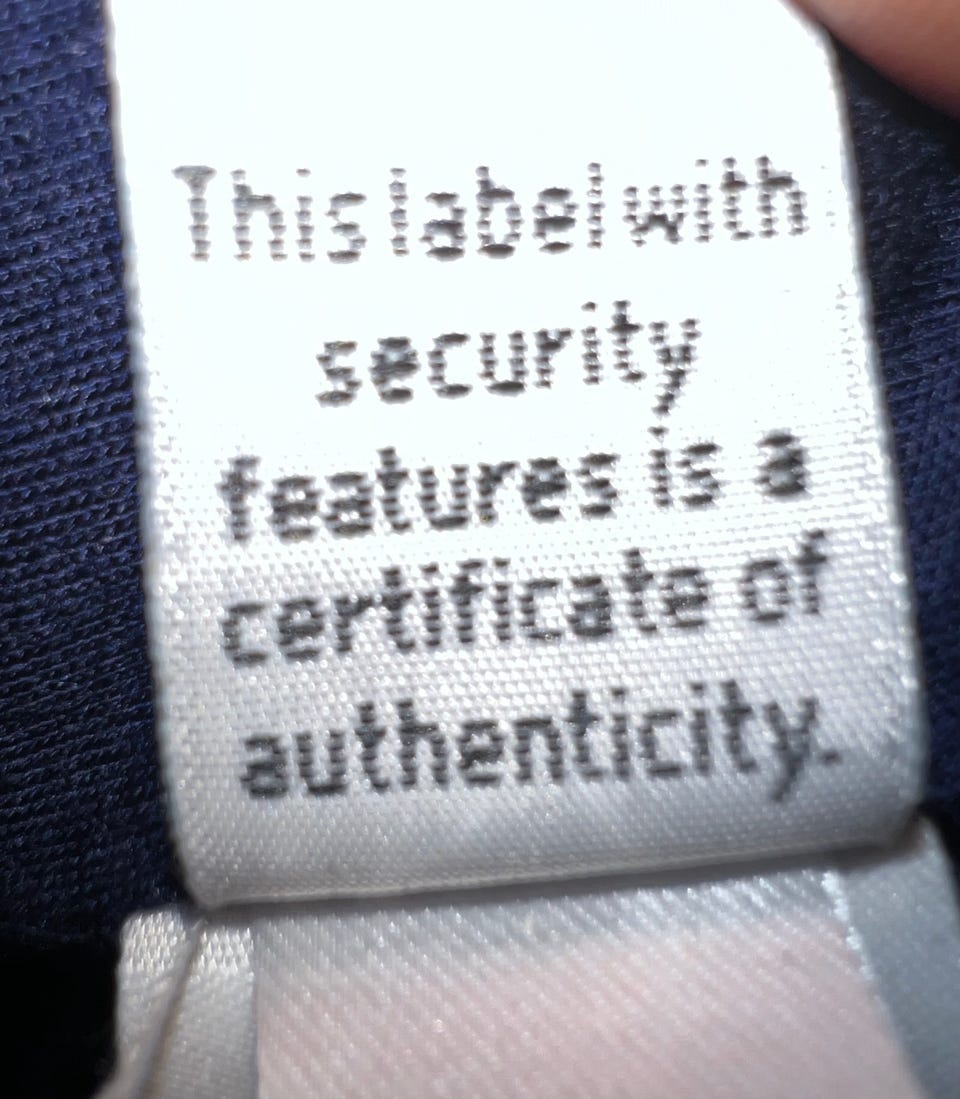 This label with
security
features is a
certificate of
authenticity.